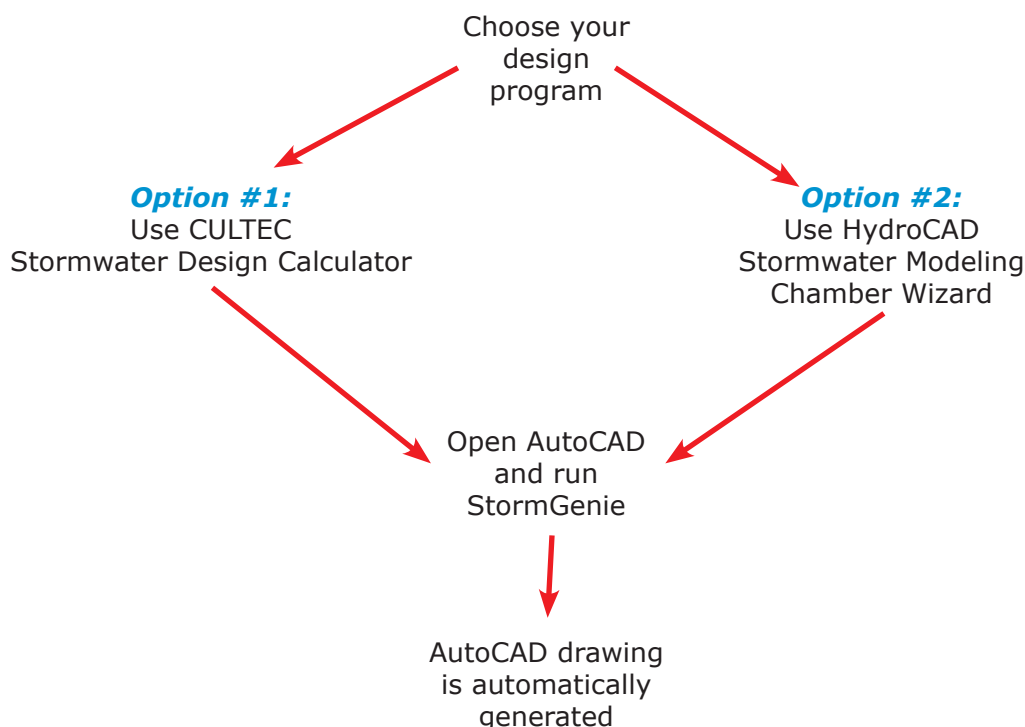 Choose your
design
program
Option #1:
Use CULTEC
Stormwater Design Calculator
Option #2:
Use HydroCAD
Stormwater Modeling
Chamber Wizard
Open AutoCAD
and run
StormGenie
AutoCAD drawing
is automatically
generated